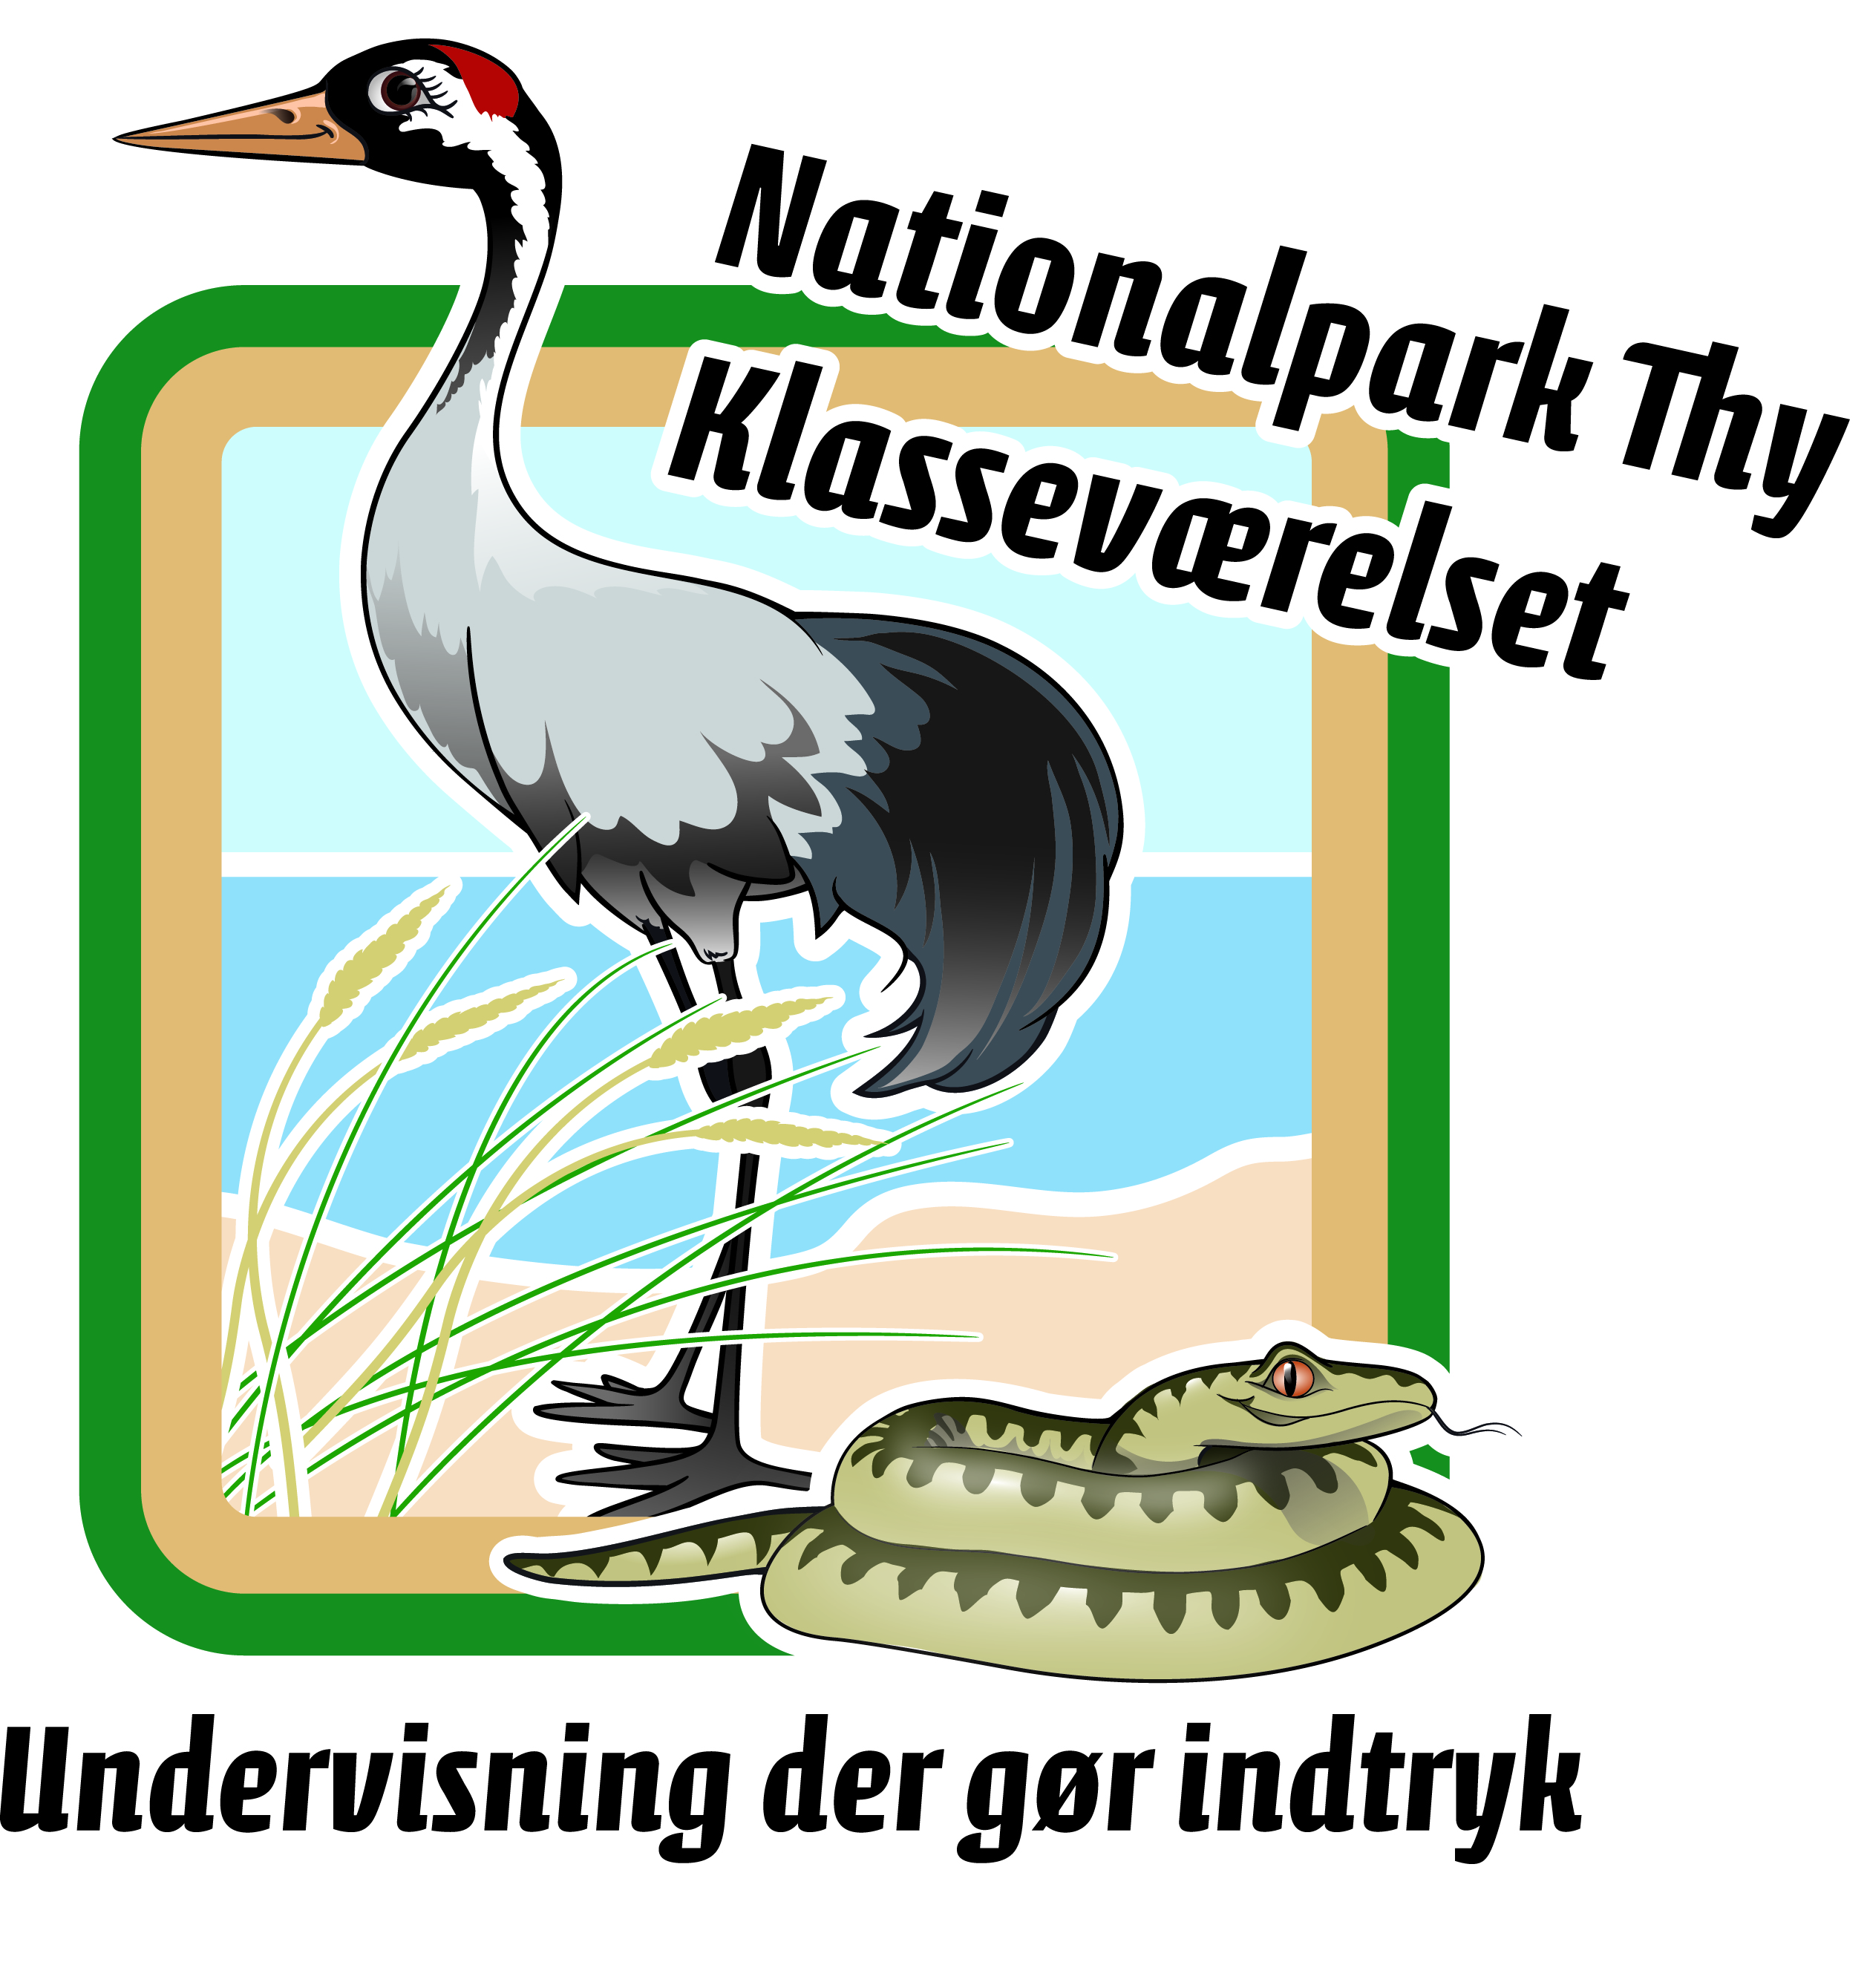 Nationalpark Thy
Klasseværelset
Undervisning der gør indtryk